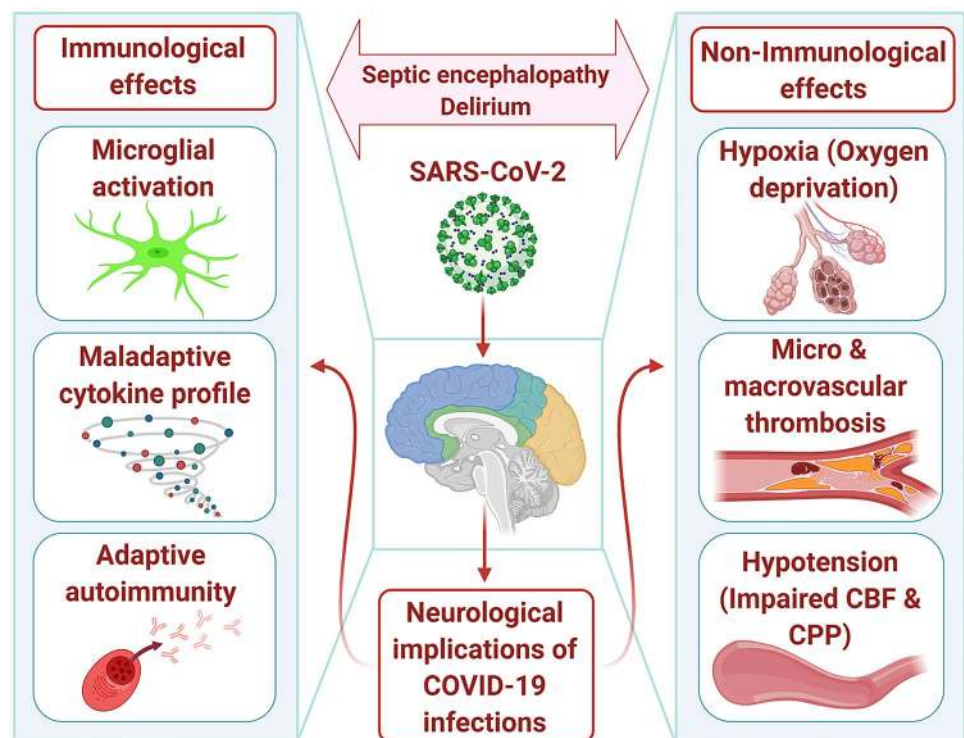 Immunological
effects
Microglial
activation
Maladaptive
cytokine profile
Adaptive
autoimmunity
Septic encephalopathy
Delirium
SARS-CoV-2
Neurological
implications of
COVID-19
infections
Non-Immunological
effects
Hypoxia (Oxygen
deprivation)
Micro &
macrovascular
thrombosis
Hypotension
(Impaired CBF &
CPP)